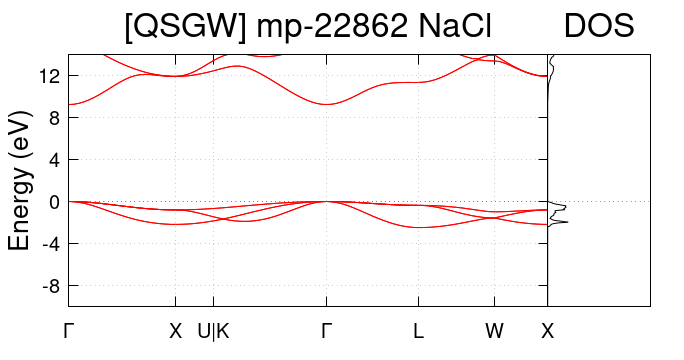 [QSGW] mp-22862 NaCl DOS
Energy (eV)
12
8
4
0
-4
-8
Γ X U|K Γ L W X